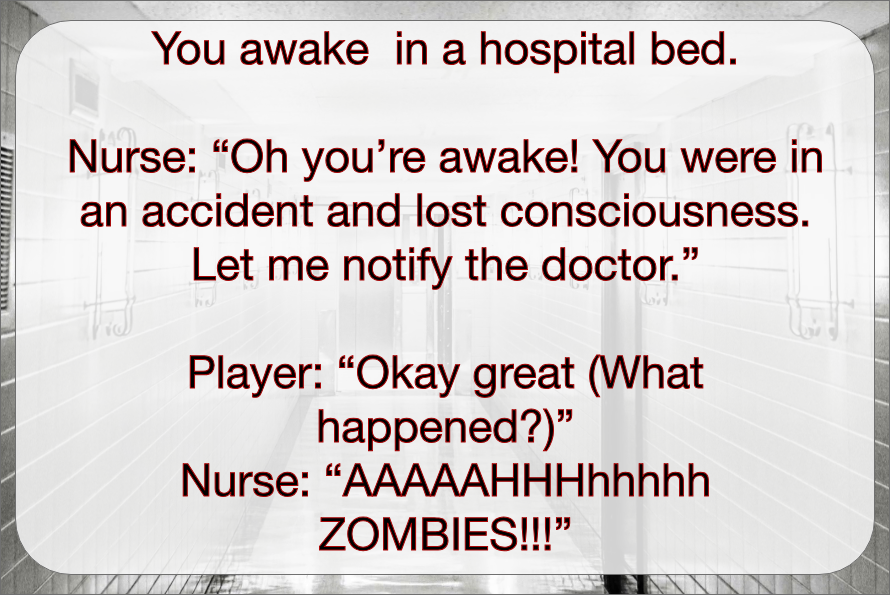 You awake  in a hospital bed.
Nurse: “Oh you’re awake! You were in
an accident and lost consciousness.
Let me notify the doctor.”
Player: “Okay great (What
happened?)”
Nurse: “AAAAAHHHhhhhh
ZOMBIES!!!”